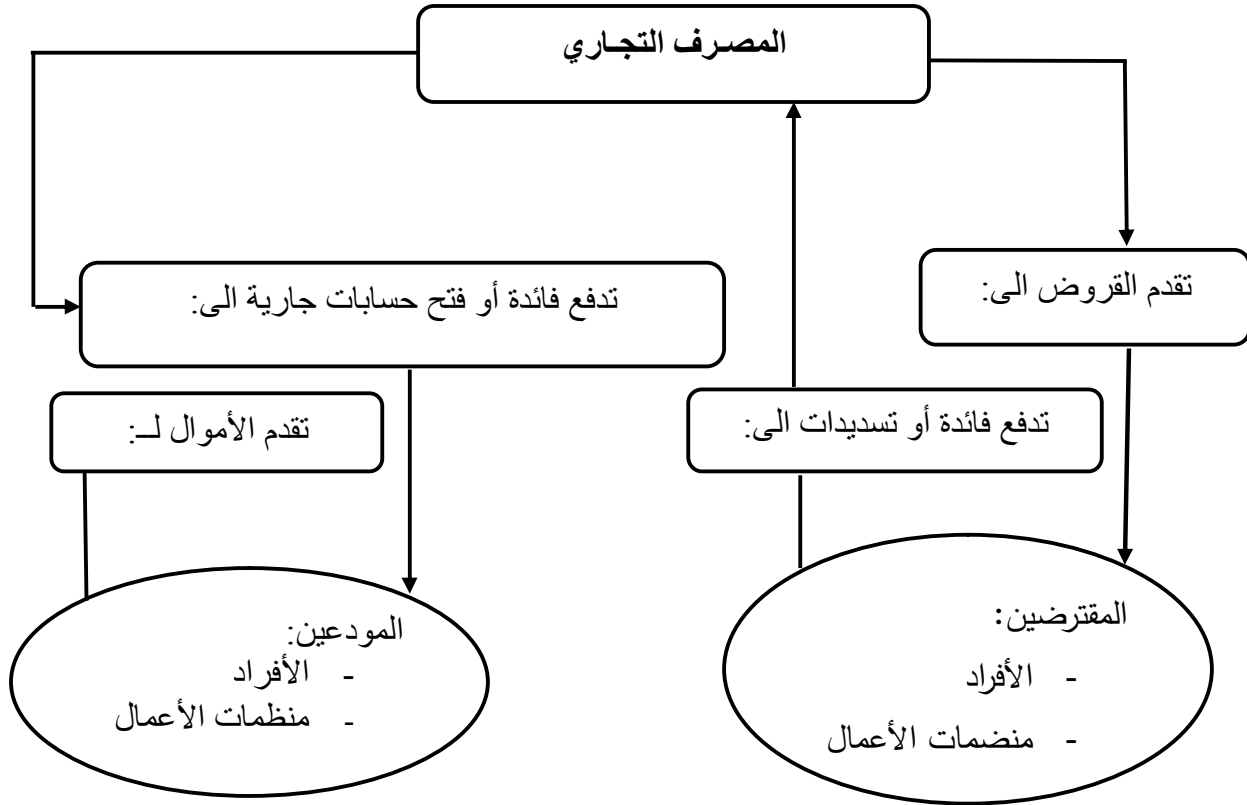 المصرف التجاري
تقدم القروض الى:
تدفع فائدة أو فتح حسابات جارية الى:
تدفع فائدة أو تسديدات الى:
تقدم الأموال لــ:
المقترضين:
- الأفراد
- منضمات الأعمال
المودعين:
- الأفراد
- منظمات الأعمال